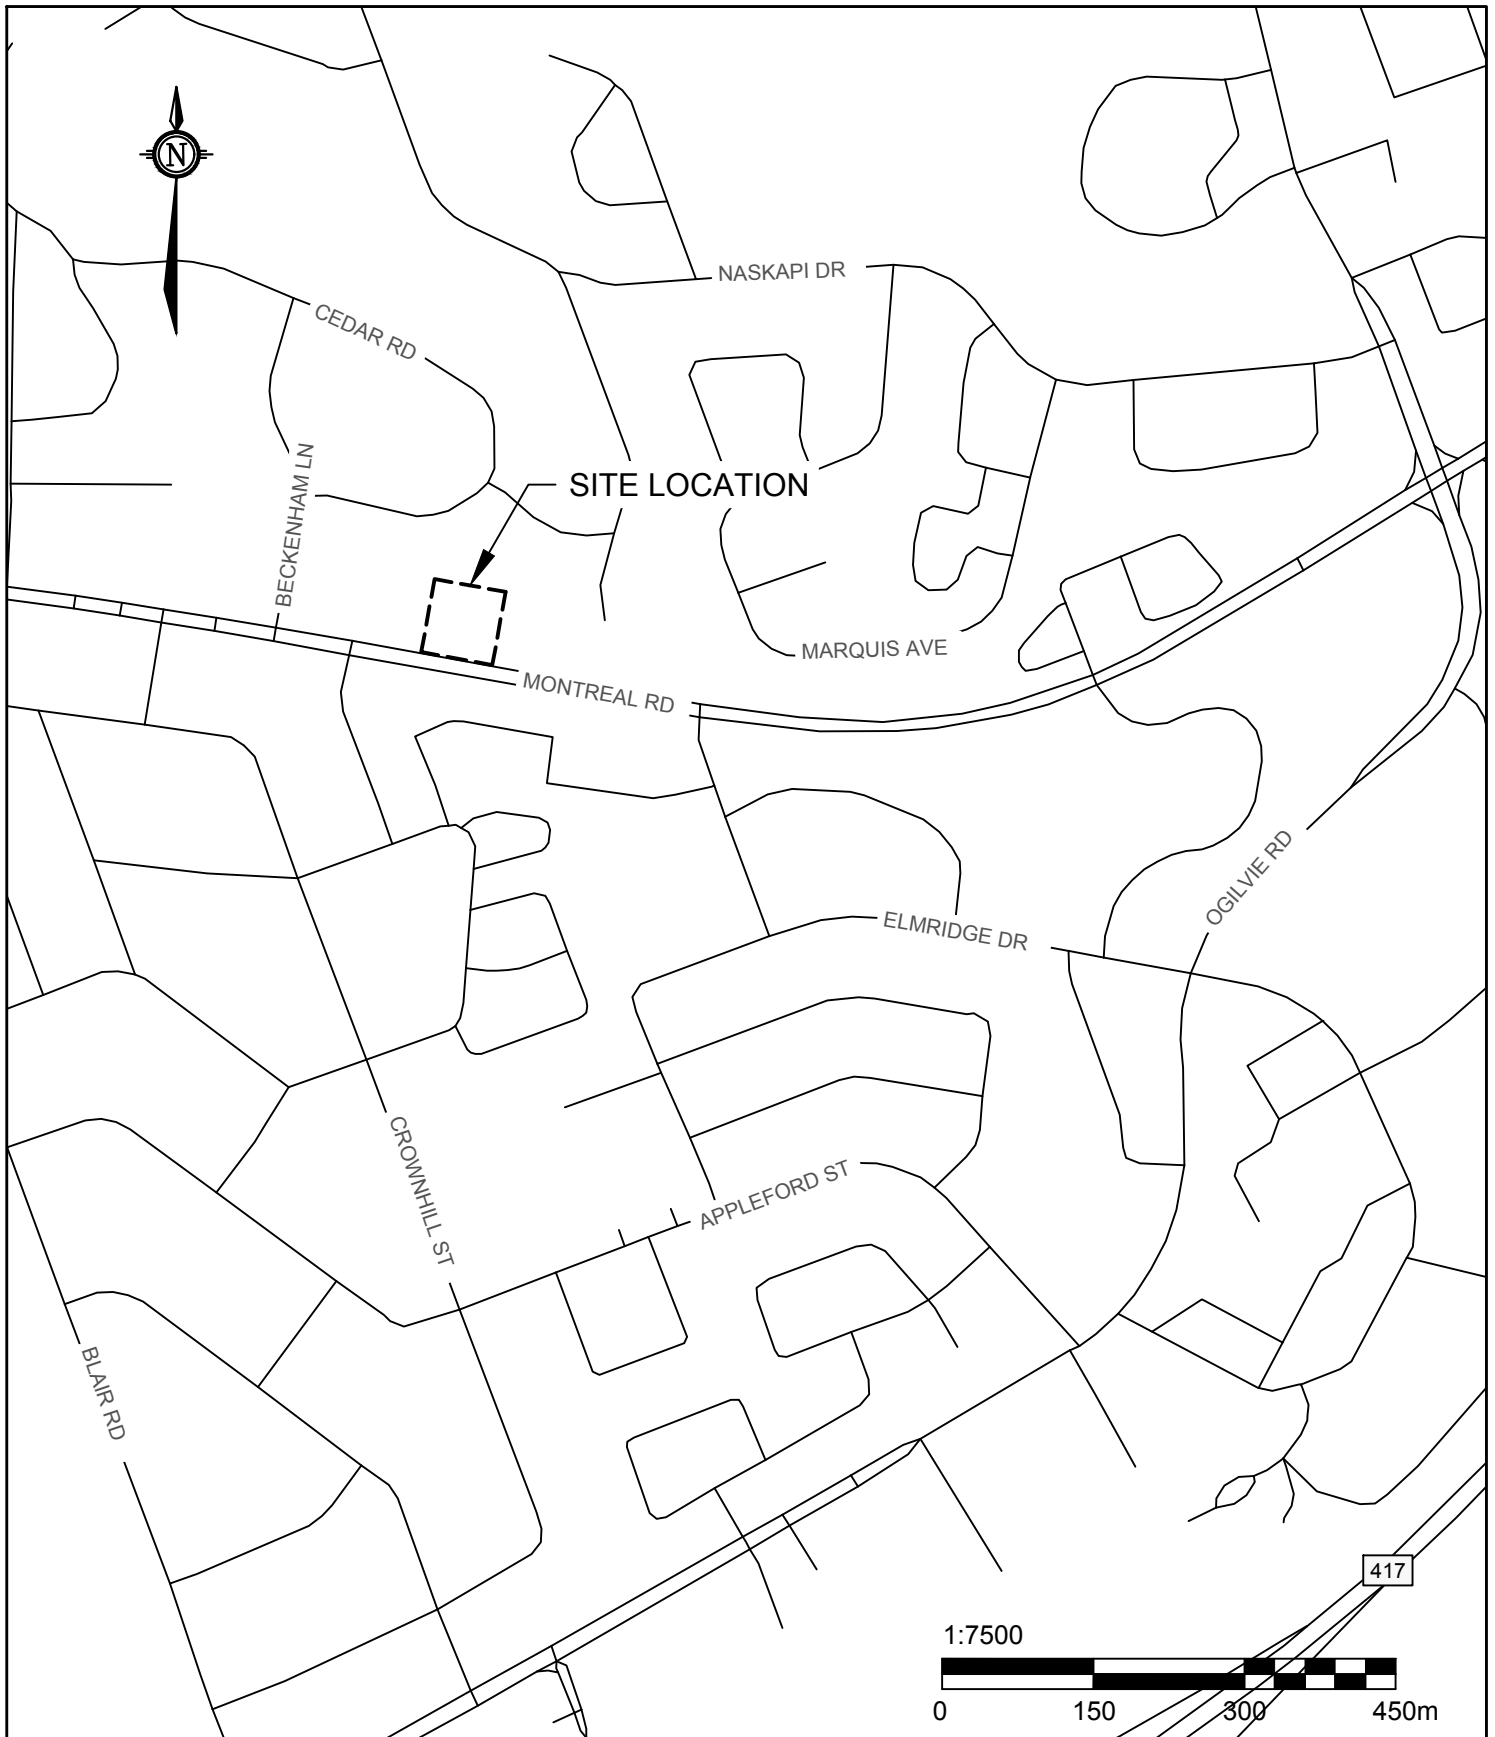 N
NASKAPI DR
CEDAR RD
BECKENHAM LN
SITE LOCATION
MARQUIS AVE
MONTREAL RD
OGILVIE RD
ELMRIDGE DR
CROWNHILL ST
APPLEFORD ST
BLAIR RD
417
1:7500
0 150 300 450m